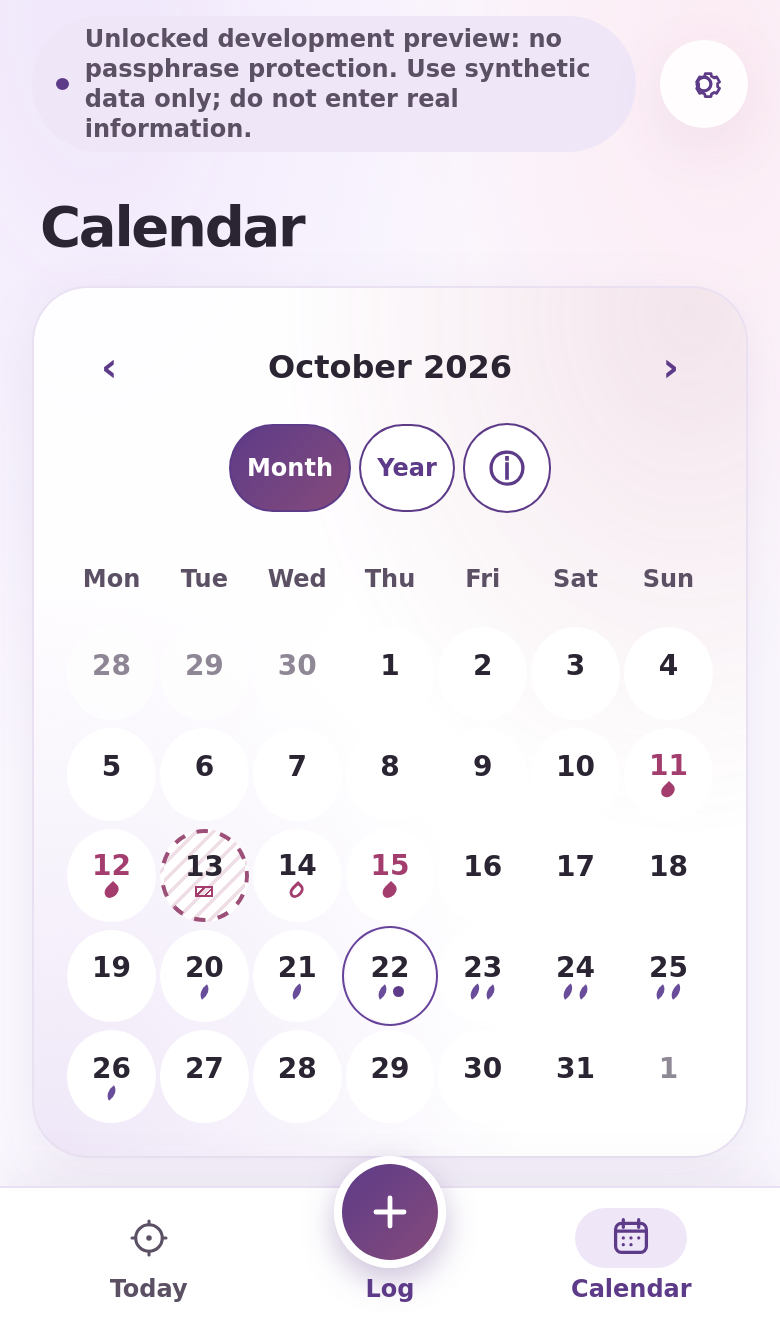 Unlocked development preview: no
passphrase protection. Use synthetic
data only; do not enter real
information.
Calendar
‹ October 2026 ›
Month Year
Mon Tue Wed Thu Fri Sat Sun
28 29 30 1 2 3 4
5 6 7 8 9 10 11
12 13 14 15 16 17 18
19 20 21 22 23 24 25
26 27 28 29 30 31 1
Today Log Calendar